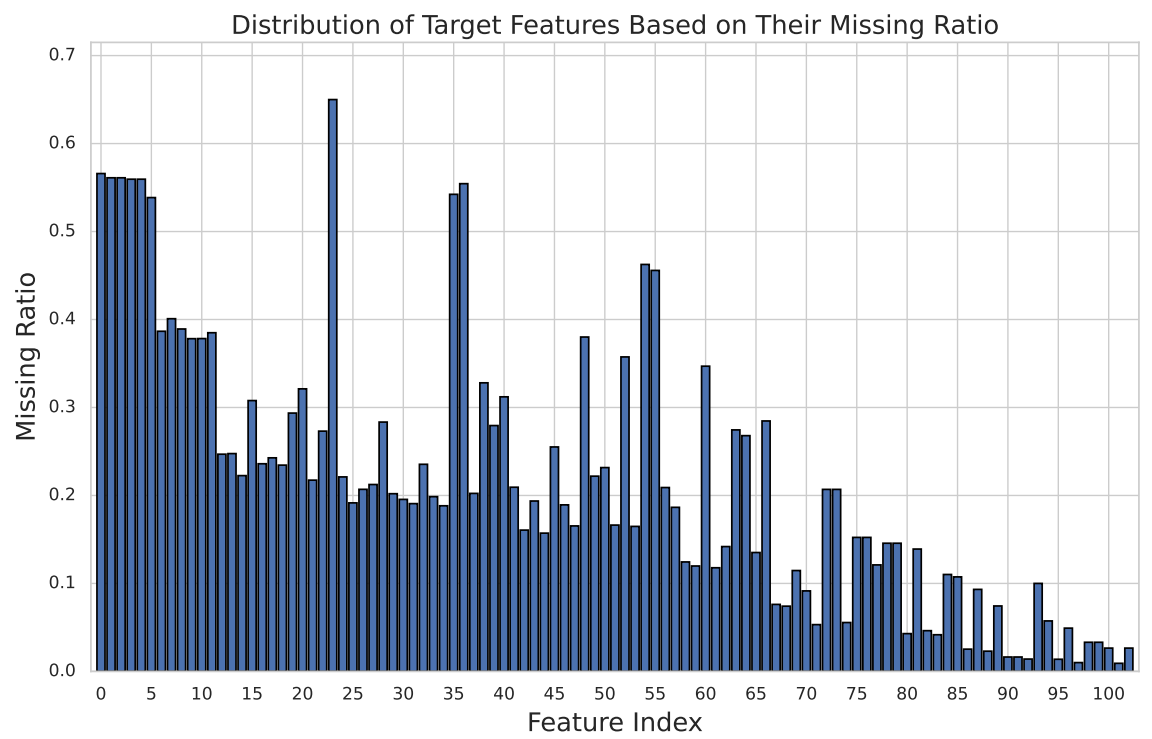 Distribution of Target Features Based on Their Missing Ratio
0.7
0.6
0.5
0.4
0.3
0.2
0.1
0.0
Missing Ratio
0 5 10 15 20 25 30 35 40 45 50 55 60 65 70 75 80 85 90 95 100
Feature Index